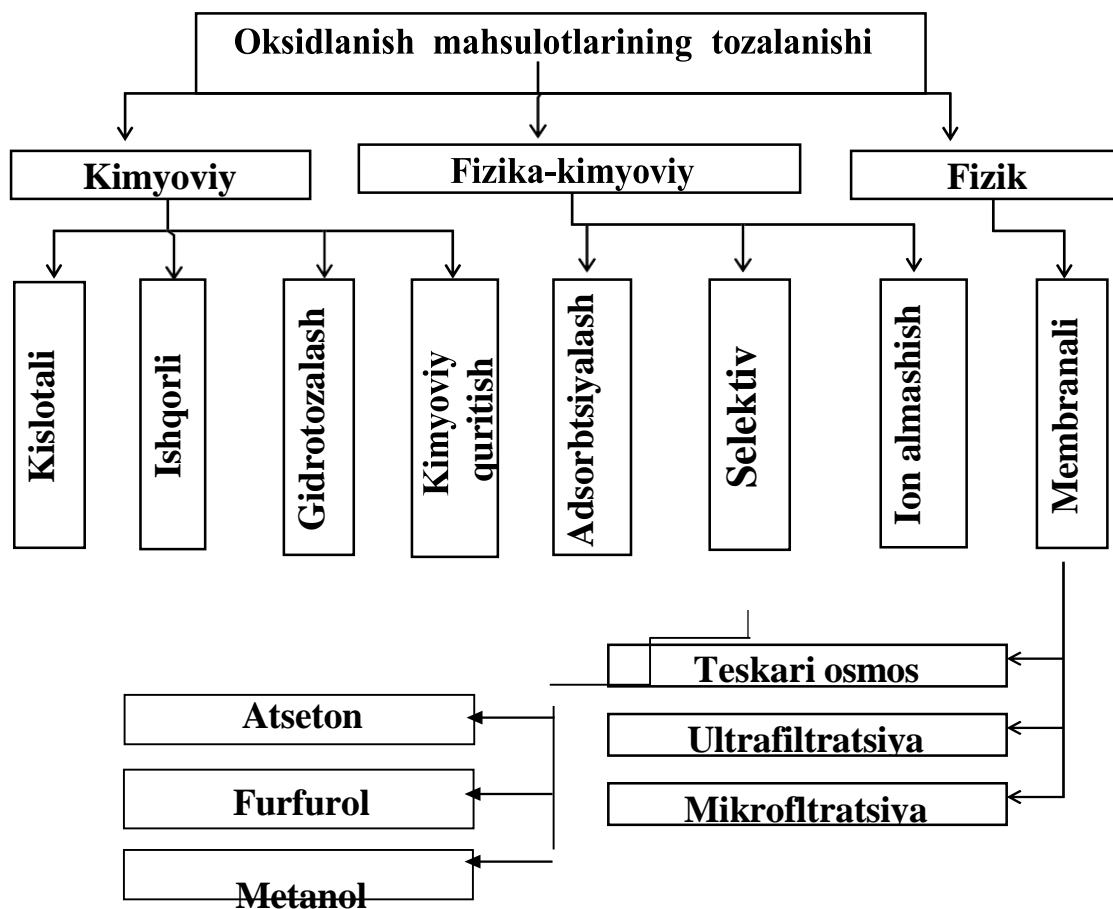 Oksidlanish mahsulotlarining tozalanishi
Kimyoviy
Fizika-kimyoviy
Fizik
Kislotali
Ishqorli
Gidrotozalash
Kimyoviy
quritish
Adsorbtsiyalash
Selektiv
Ion almashish
Membranali
Teskari osmos
Ultrafiltratsiya
Mikrofltratsiya
Atseton
Furfurol
Metanol